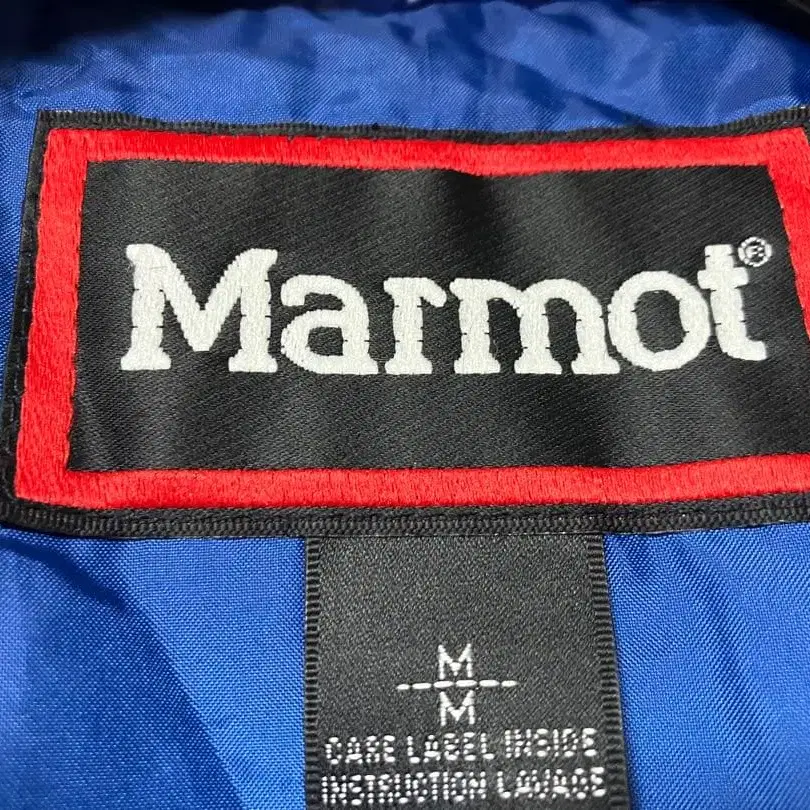 Marmot®
M
M
CARE LABEL INSIDE
INSTRUCTION LAVAGE